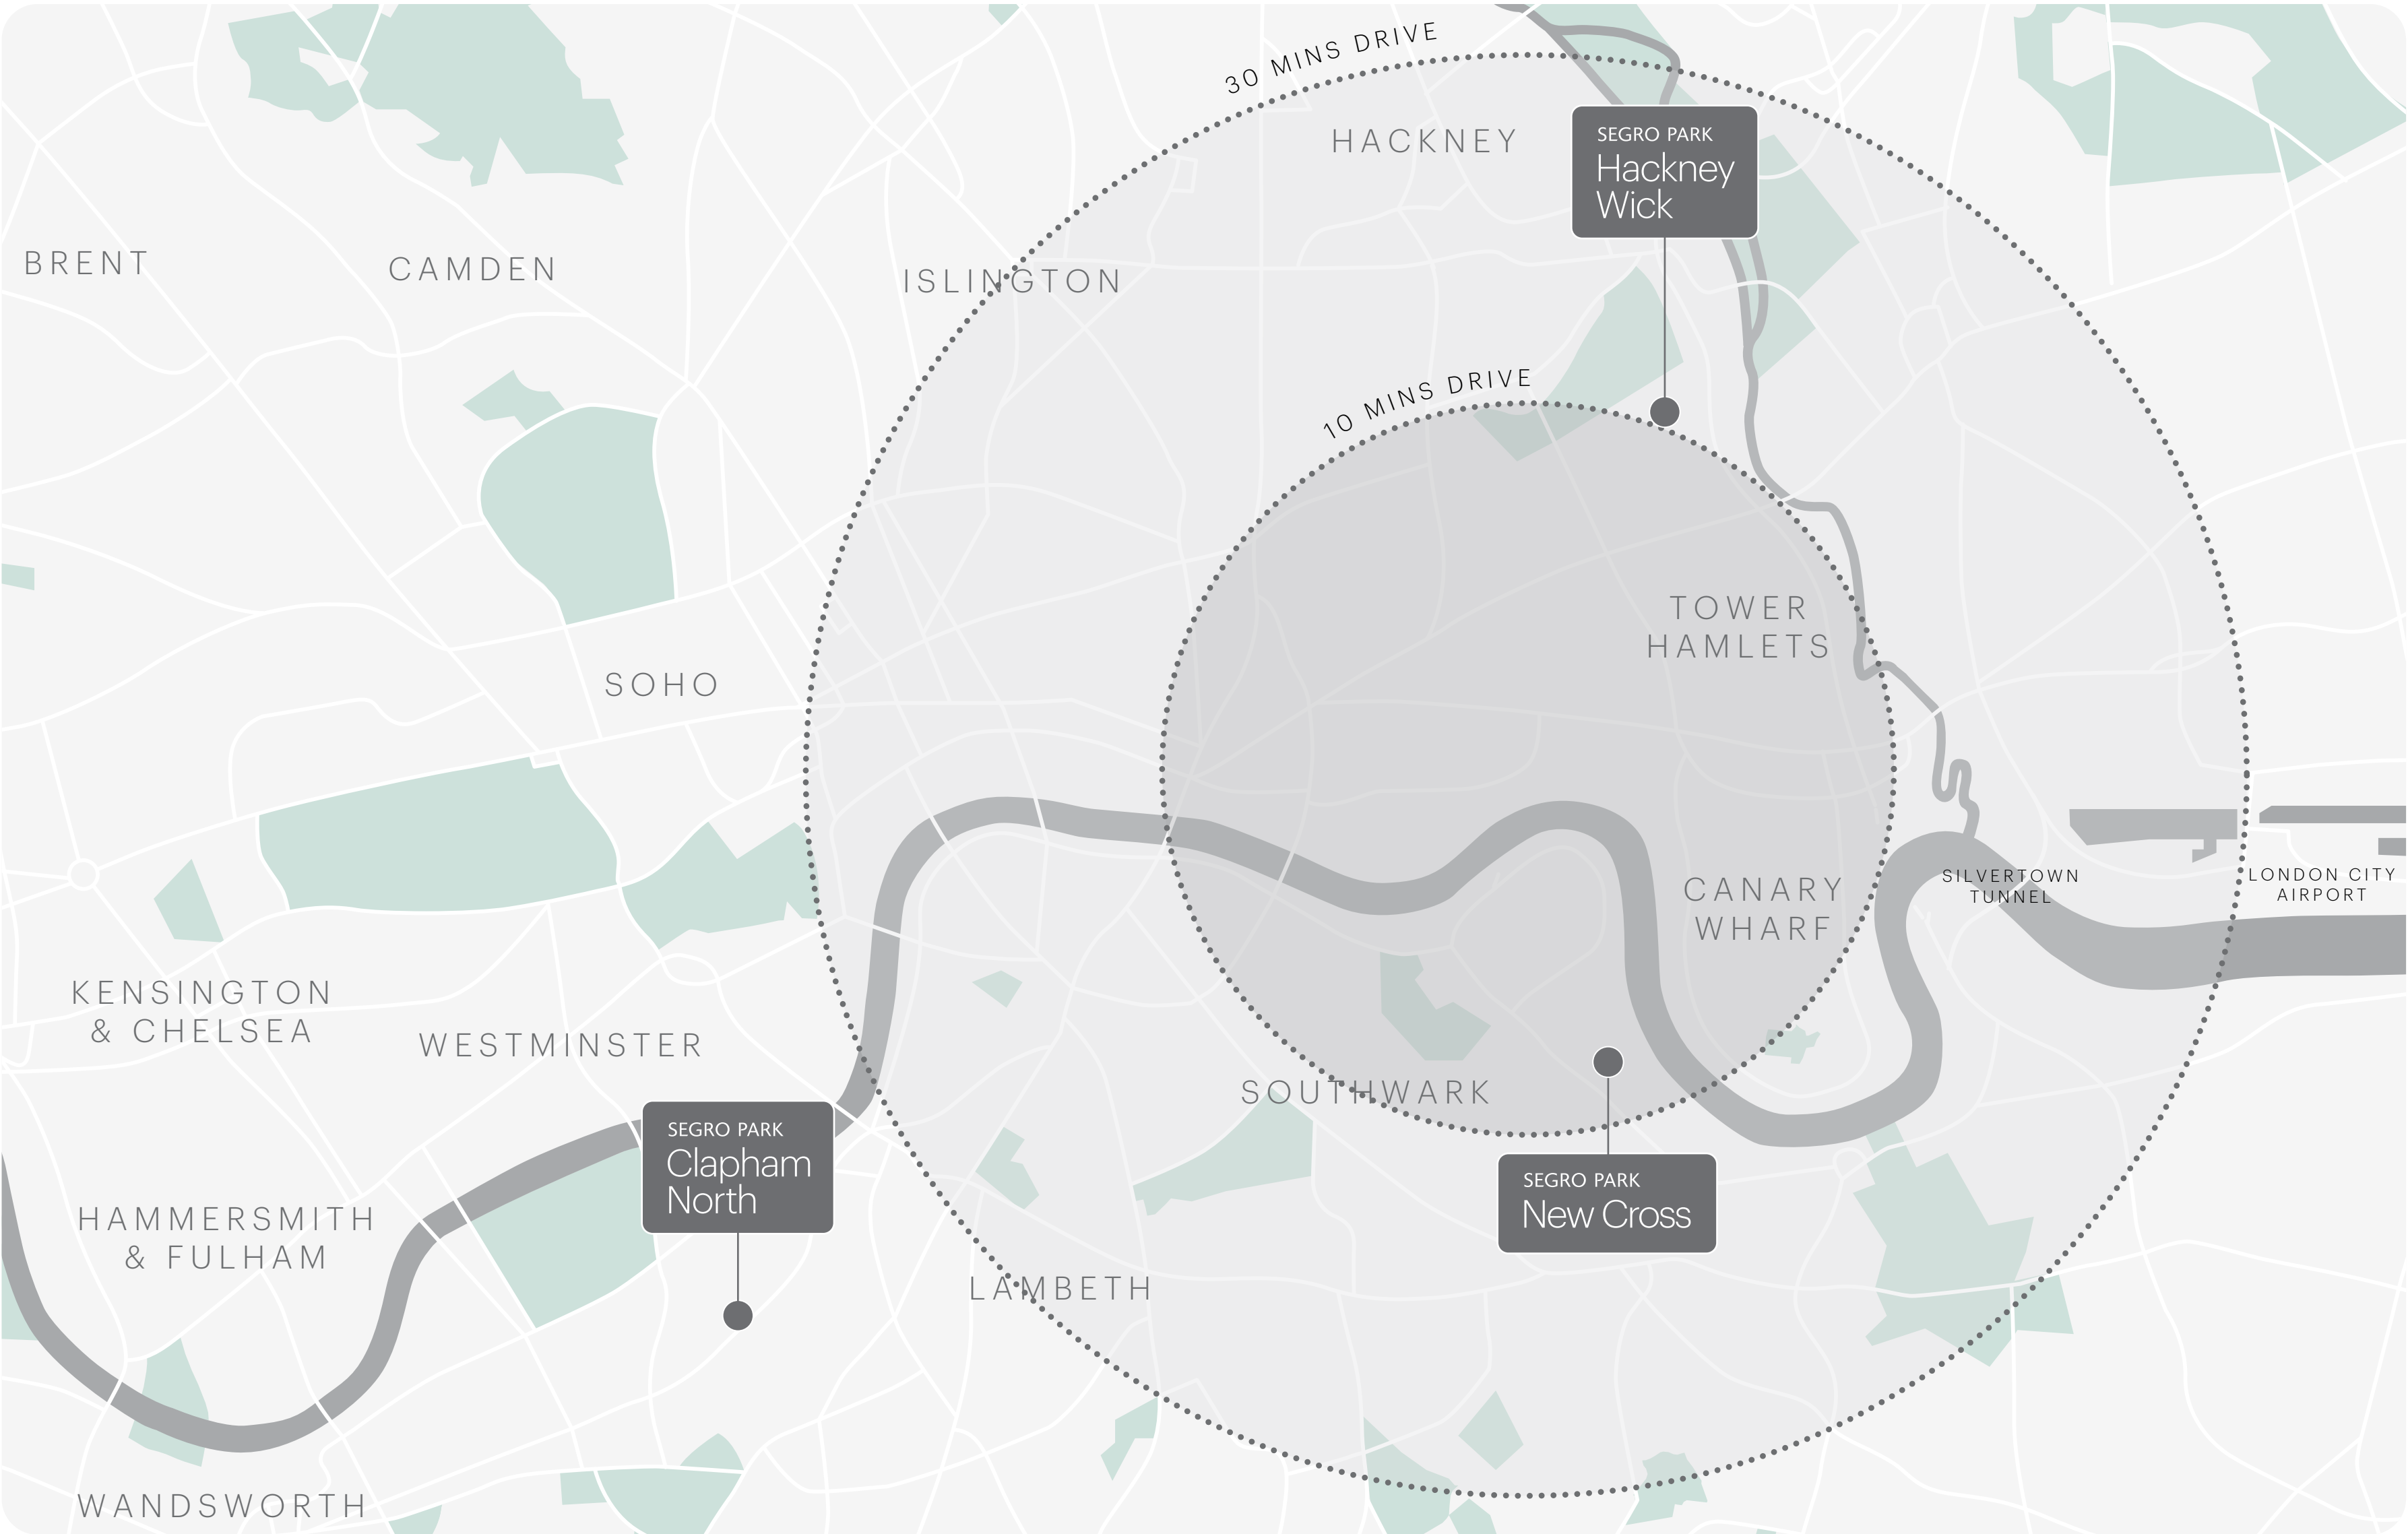 30 MINS DRIVE
HACKNEY
SEGRO PARK
Hackney
Wick
BRENT
CAMDEN
ISLINGTON
10 MINS DRIVE
TOWER
HAMLETS
SOHO
CANARY
WHARF
SILVERTOWN
TUNNEL
LONDON CITY
AIRPORT
KENSINGTON
& CHELSEA
WESTMINSTER
SOUTHWARK
SEGRO PARK
Clapham
North
SEGRO PARK
New Cross
HAMMERSMITH
& FULHAM
LAMBETH
WANDSWORTH